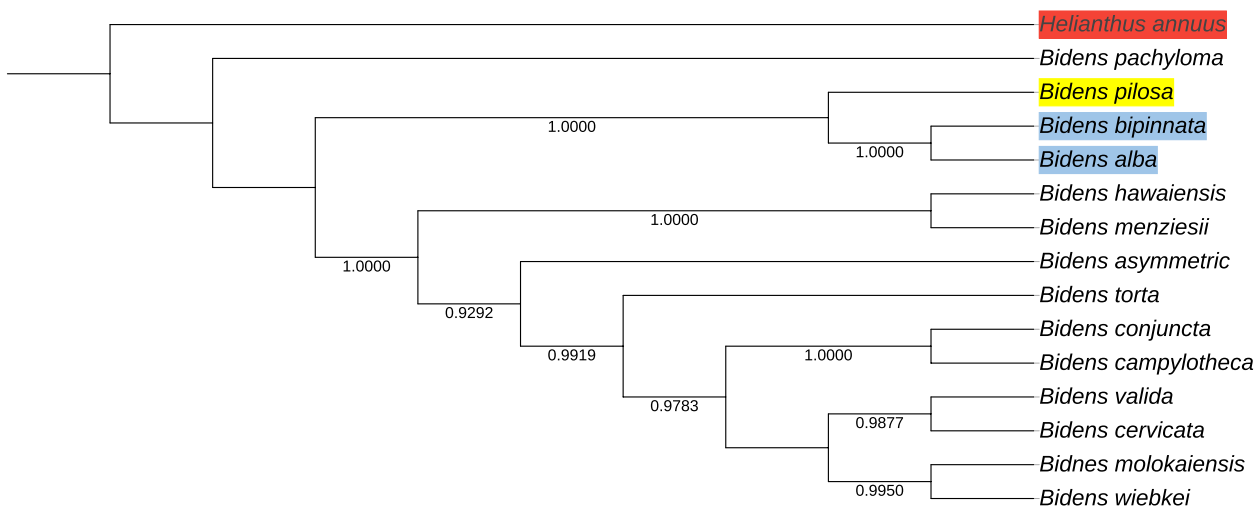 Helianthus annuus
Bidens pachyloma
Bidens pilosa
1.0000
Bidens bipinnata
1.0000
Bidens alba
Bidens hawaiensis
1.0000
Bidens menziesii
1.0000
Bidens asymmetric
0.9292
Bidens torta
0.9919
Bidens conjuncta
1.0000
Bidens campylotheca
0.9783
Bidens valida
0.9877
Bidens cervicata
Bidnes molokaiensis
0.9950
Bidens wiebkei